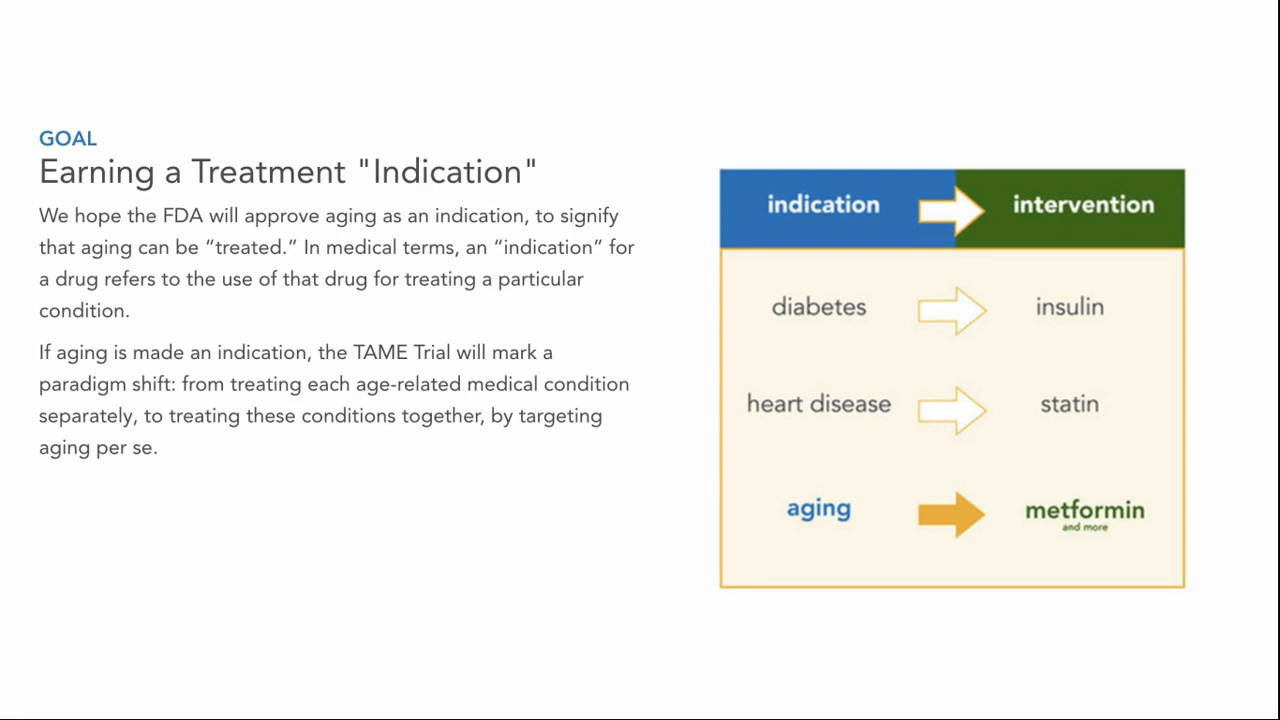 GOAL
Earning a Treatment "Indication"
We hope the FDA will approve aging as an indication, to signify
that aging can be “treated.” In medical terms, an “indication” for
a drug refers to the use of that drug for treating a particular
condition.
If aging is made an indication, the TAME Trial will mark a
paradigm shift: from treating each age-related medical condition
separately, to treating these conditions together, by targeting
aging per se.
indication intervention
diabetes insulin
heart disease statin
aging metformin
and more